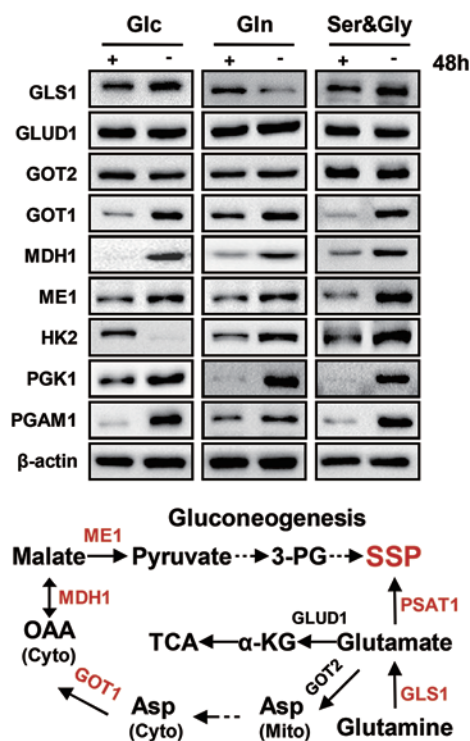 Glc Gln Ser&Gly
+ - + - + - 48h
GLS1
GLUD1
GOT2
GOT1
MDH1
ME1
HK2
PGK1
PGAM1
β-actin
Gluconeogenesis
ME1
Malate Pyruvate 3-PG SSP
MDH1 PSAT1
OAA
(Cyto)
GLUD1
TCA α-KG Glutamate
GOT1 GOT2 GLS1
Asp Asp Glutamine
(Cyto) (Mito)